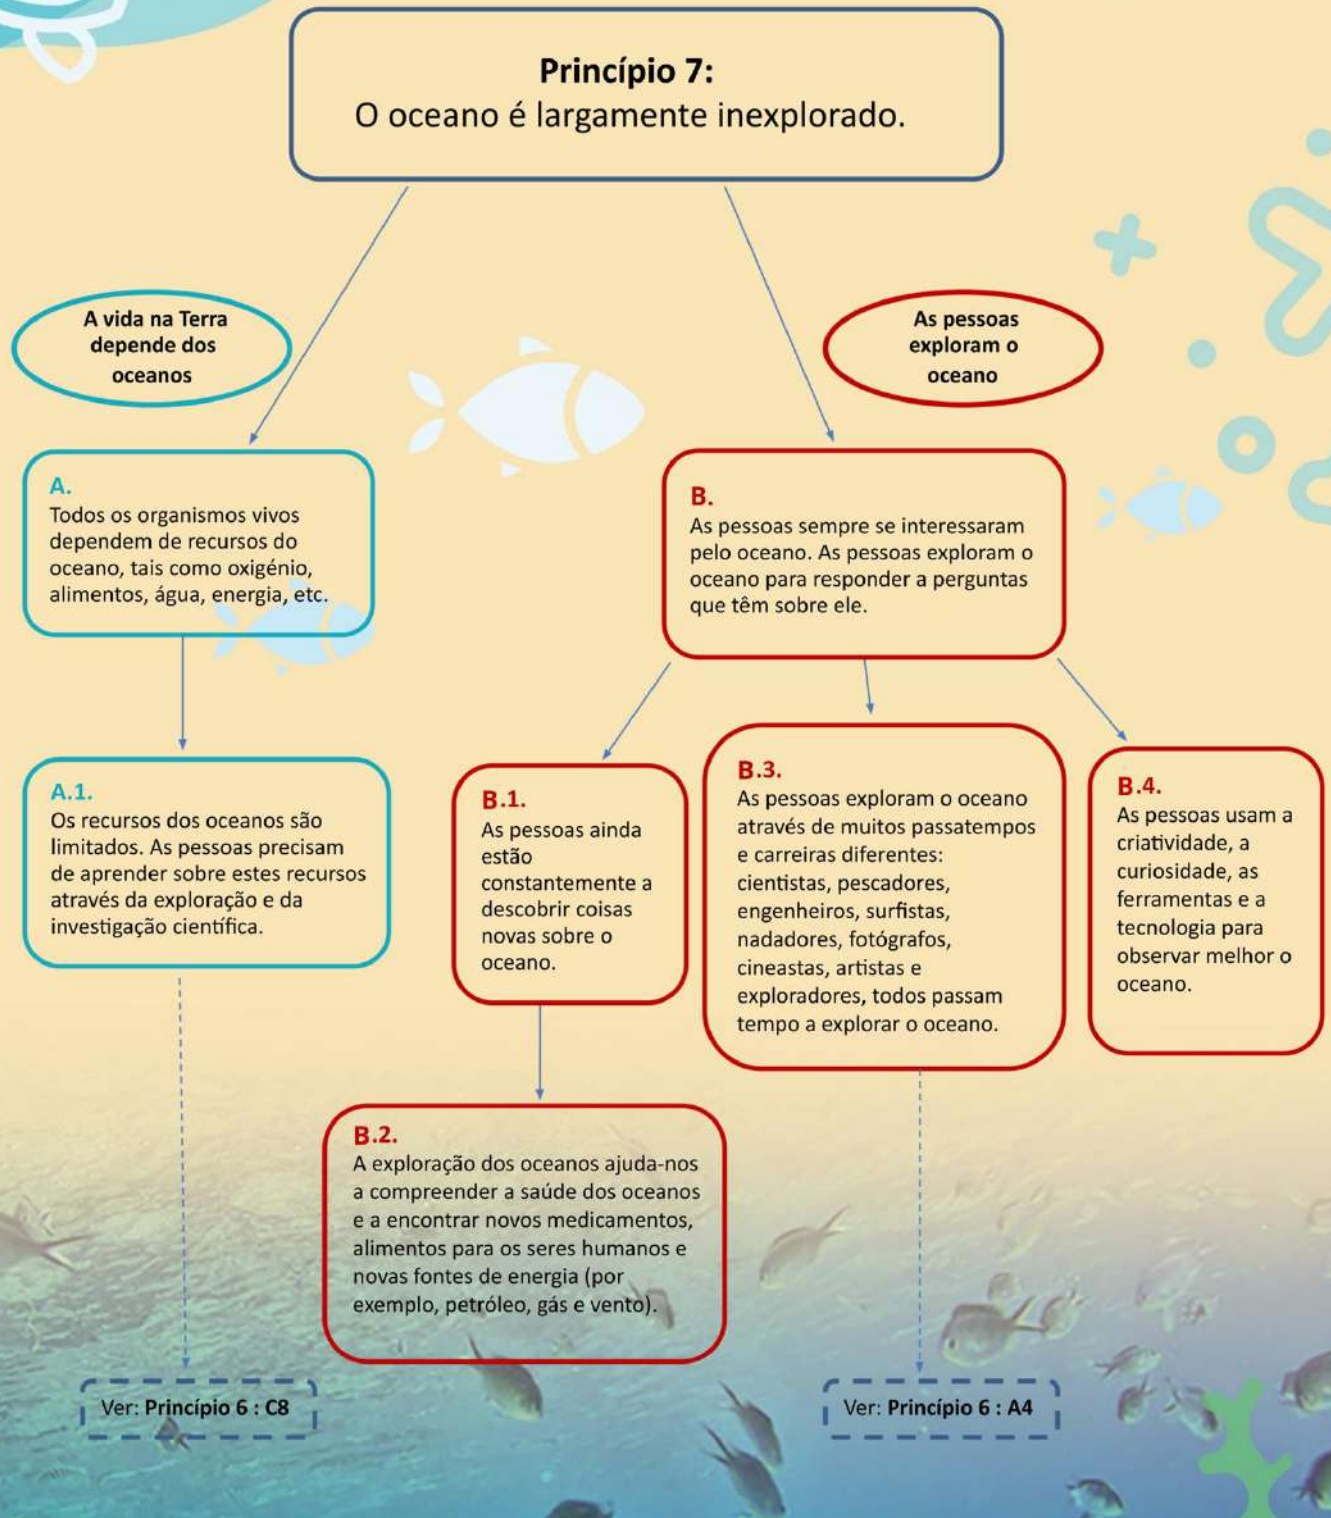 Princípio 7:
O oceano é largamente inexplorado.
A vida na Terra
depende dos
oceanos
As pessoas
exploram o
oceano
A.
Todos os organismos vivos
dependem de recursos do
oceano, tais como oxigénio,
alimentos, água, energia, etc.
B.
As pessoas sempre se interessaram
pelo oceano. As pessoas exploram o
oceano para responder a perguntas
que têm sobre ele.
A.1.
Os recursos dos oceanos são
limitados. As pessoas precisam
de aprender sobre estes recursos
através da exploração e da
investigação científica.
B.1.
As pessoas ainda
estão
constantemente a
descobrir coisas
novas sobre o
oceano.
B.3.
As pessoas exploram o oceano
através de muitos passatempos
e carreiras diferentes:
cientistas, pescadores,
engenheiros, surfistas,
nadadores, fotógrafos,
cineastas, artistas e
exploradores, todos passam
tempo a explorar o oceano.
B.4.
As pessoas usam a
criatividade, a
curiosidade, as
ferramentas e a
tecnologia para
observar melhor o
oceano.
B.2.
A exploração dos oceanos ajuda-nos
a compreender a saúde dos oceanos
e a encontrar novos medicamentos,
alimentos para os seres humanos e
novas fontes de energia (por
exemplo, petróleo, gás e vento).
Ver: Princípio 6 : C8
Ver: Princípio 6 : A4